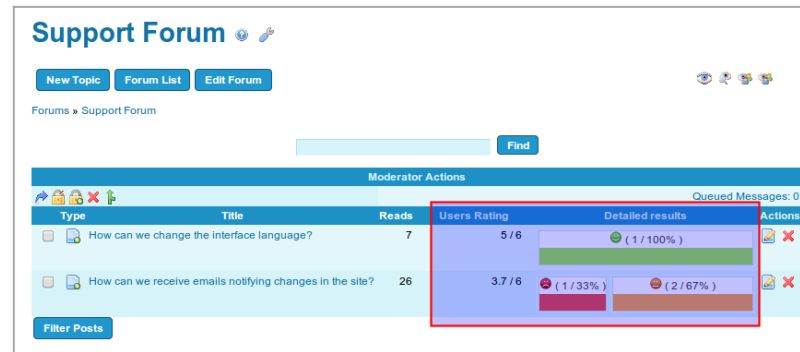 Support Forum
New Topic Forum List Edit Forum
Forums » Support Forum
Find
Moderator Actions
Queued Messages: 0
Type Title Reads Users Rating Detailed results Actions
How can we change the interface language? 7 5 / 6 ( 1 / 100% )
How can we receive emails notifying changes in the site? 26 3.7 / 6 ( 1 / 33% ) ( 2 / 67% )
Filter Posts